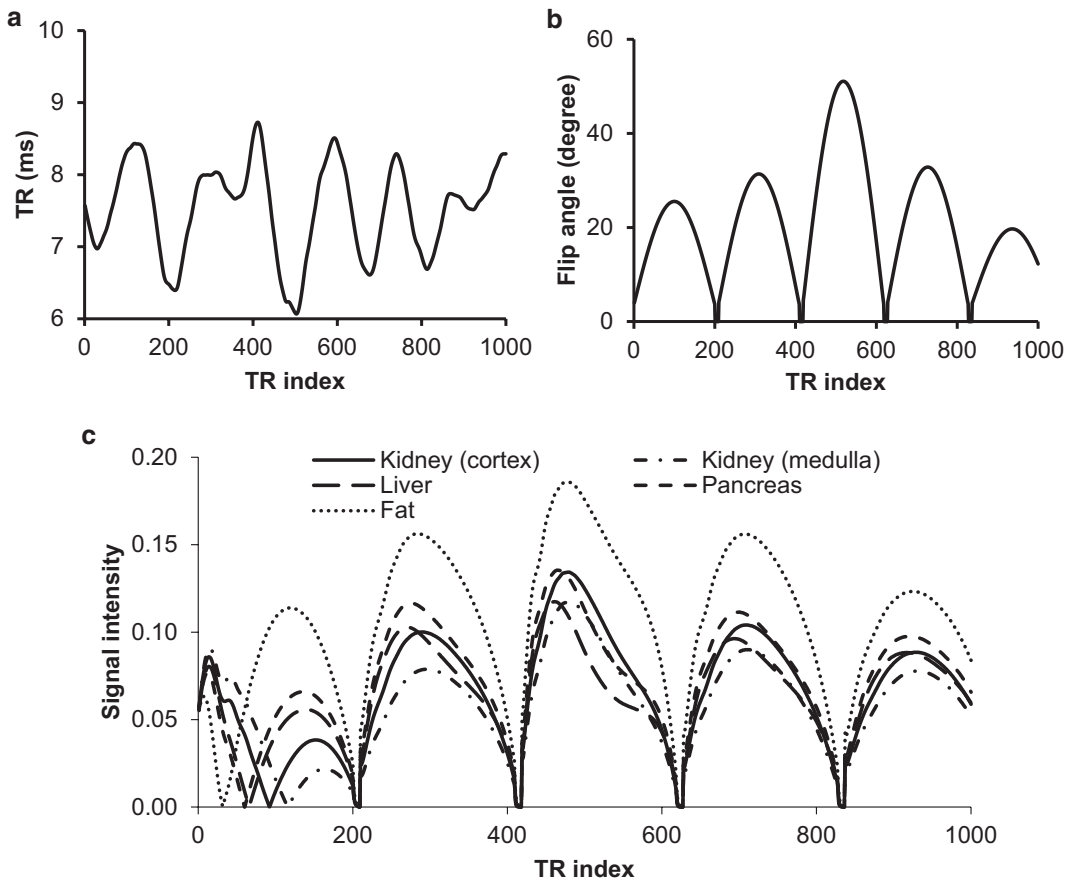 a
10
9
8
7
6
TR (ms)
0 200 400 600 800 1000
TR index
b
60
40
20
0
Flip angle (degree)
0 200 400 600 800 1000
TR index
c
0.20
0.15
0.10
0.05
0.00
Signal intensity
Kidney (cortex) Kidney (medulla)
Liver Pancreas
Fat
0 200 400 600 800 1000
TR index